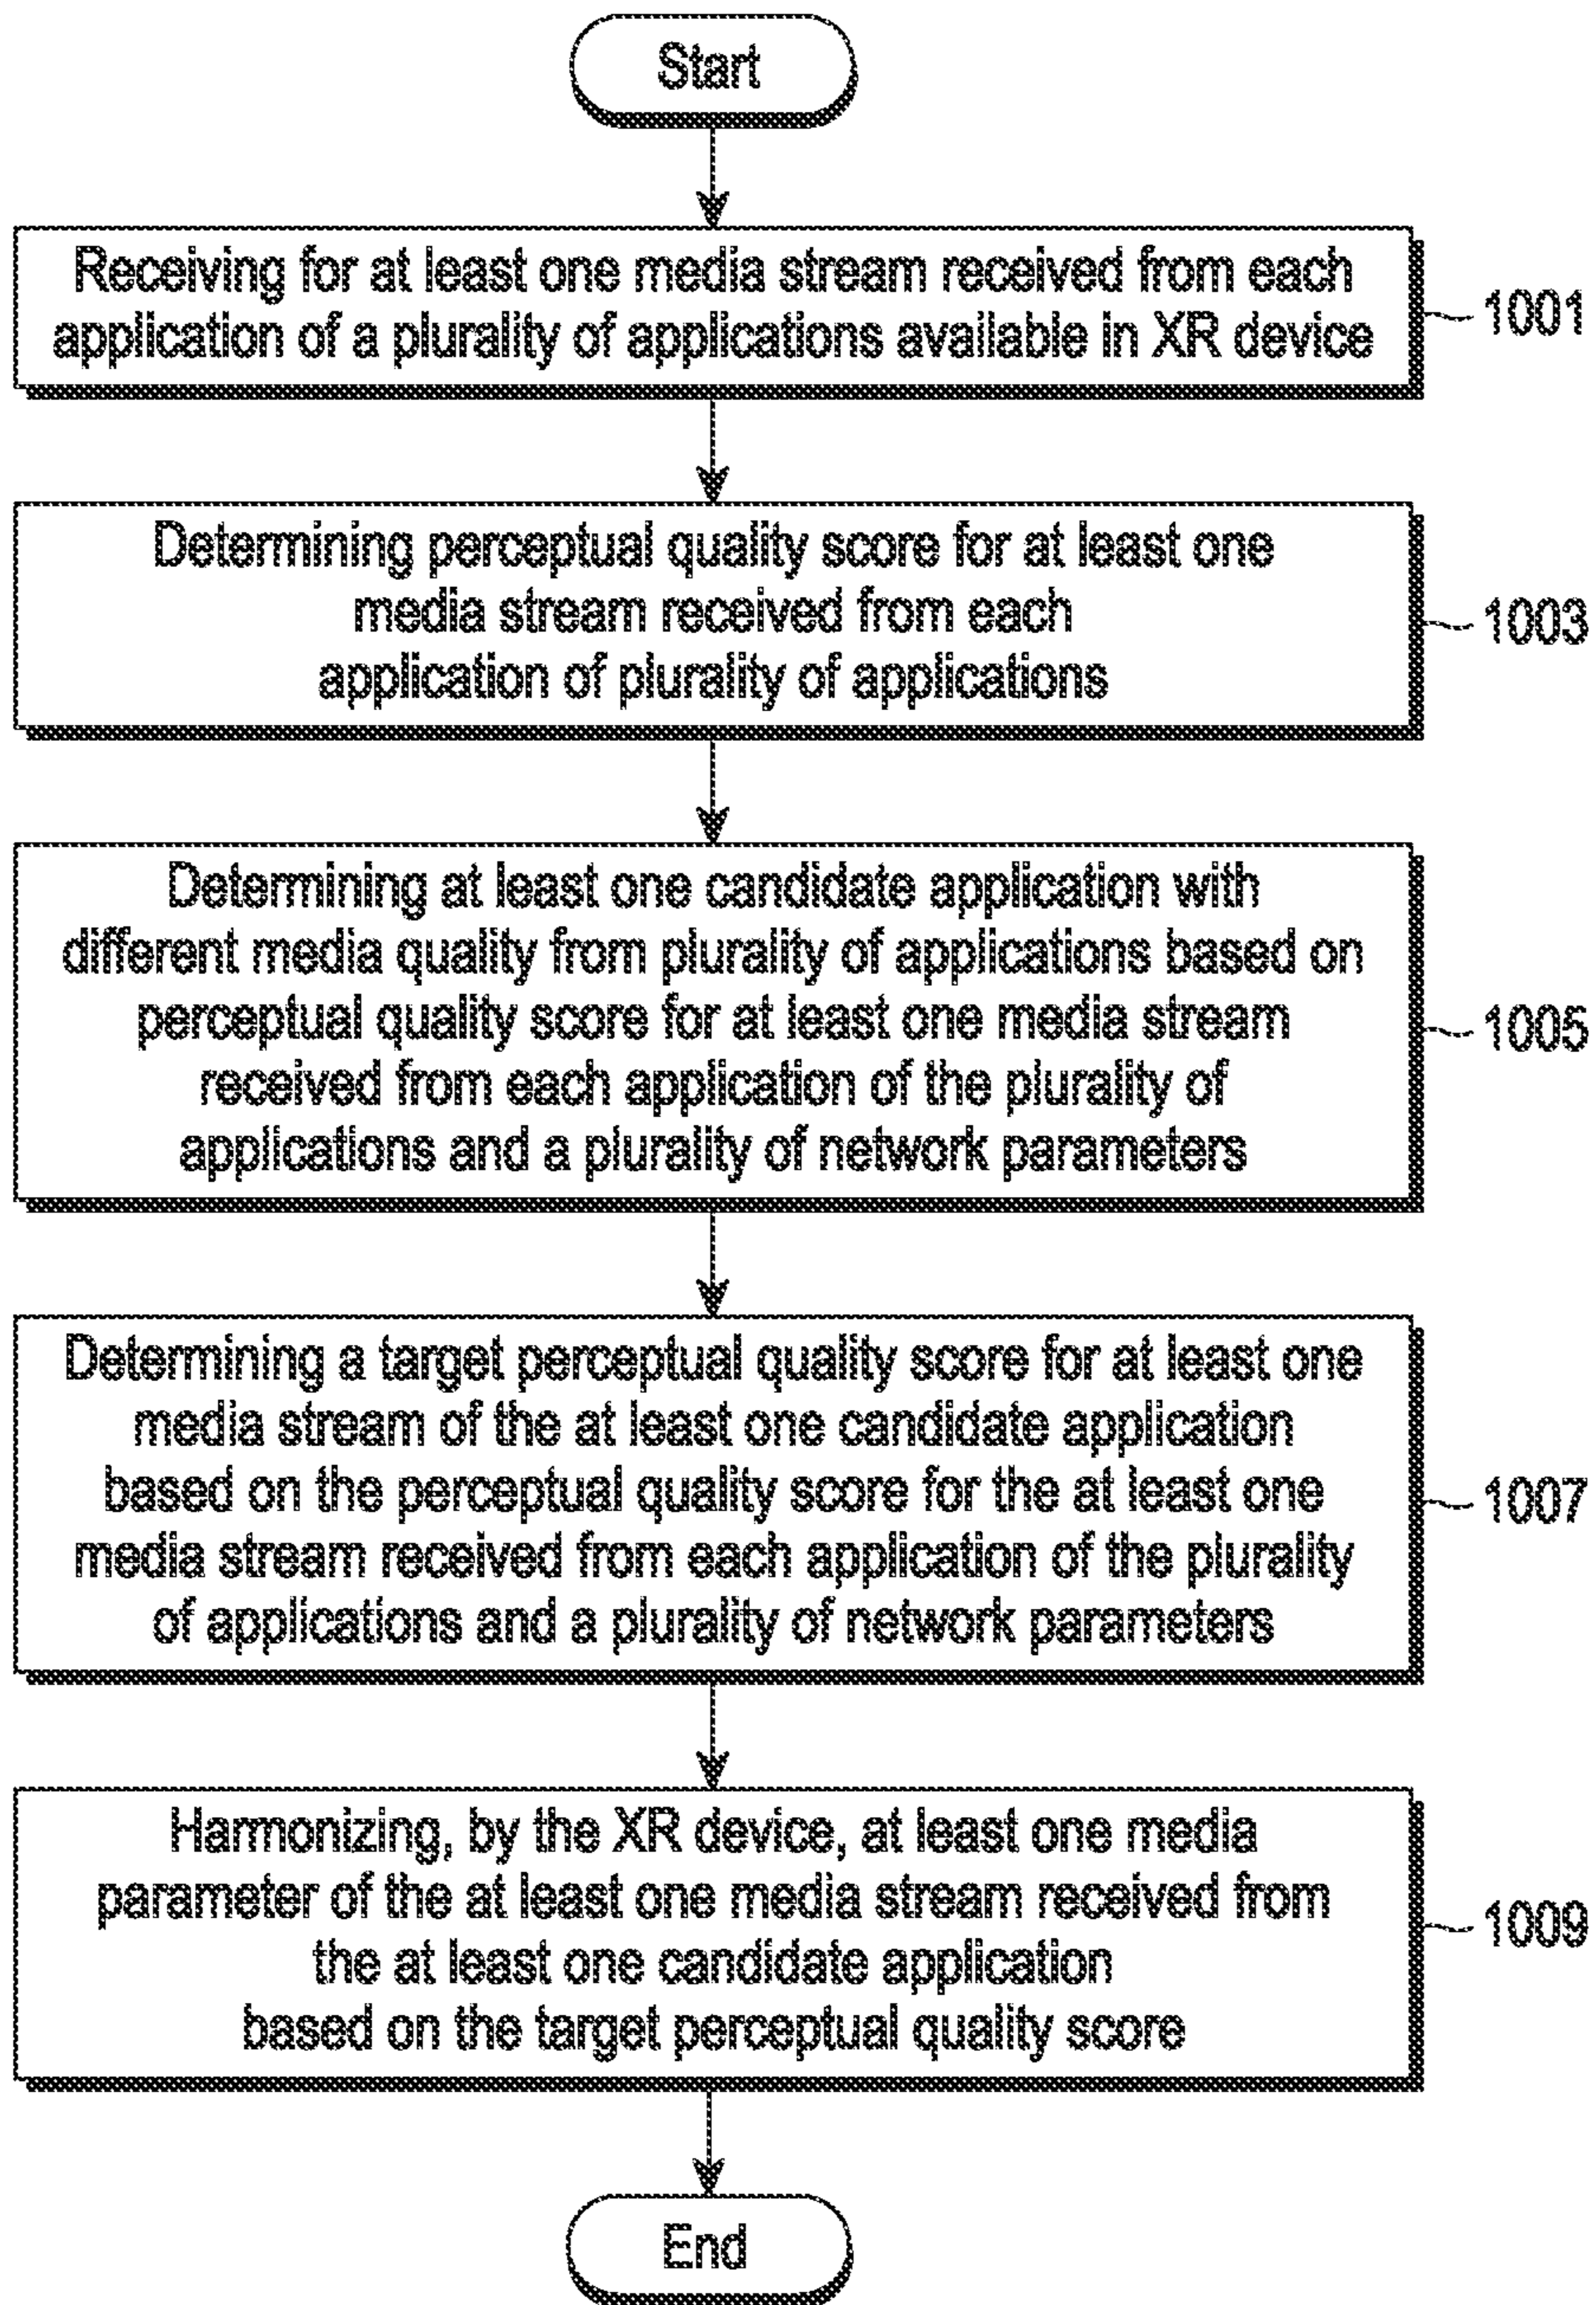 Start
Receiving for at least one media stream received from each
application of a plurality of applications available in XR device
1001
Determining perceptual quality score for at least one
media stream received from each
application of plurality of applications
1003
Determining at least one candidate application with
different media quality from plurality of applications based on
perceptual quality score for at least one media stream
received from each application of the plurality of
applications and a plurality of network parameters
1005
Determining a target perceptual quality score for at least one
media stream of the at least one candidate application
based on the perceptual quality score for the at least one
media stream received from each application of the plurality
of applications and a plurality of network parameters
1007
Harmonizing, by the XR device, at least one media
parameter of the at least one media stream received from
the at least one candidate application
based on the target perceptual quality score
1009
End